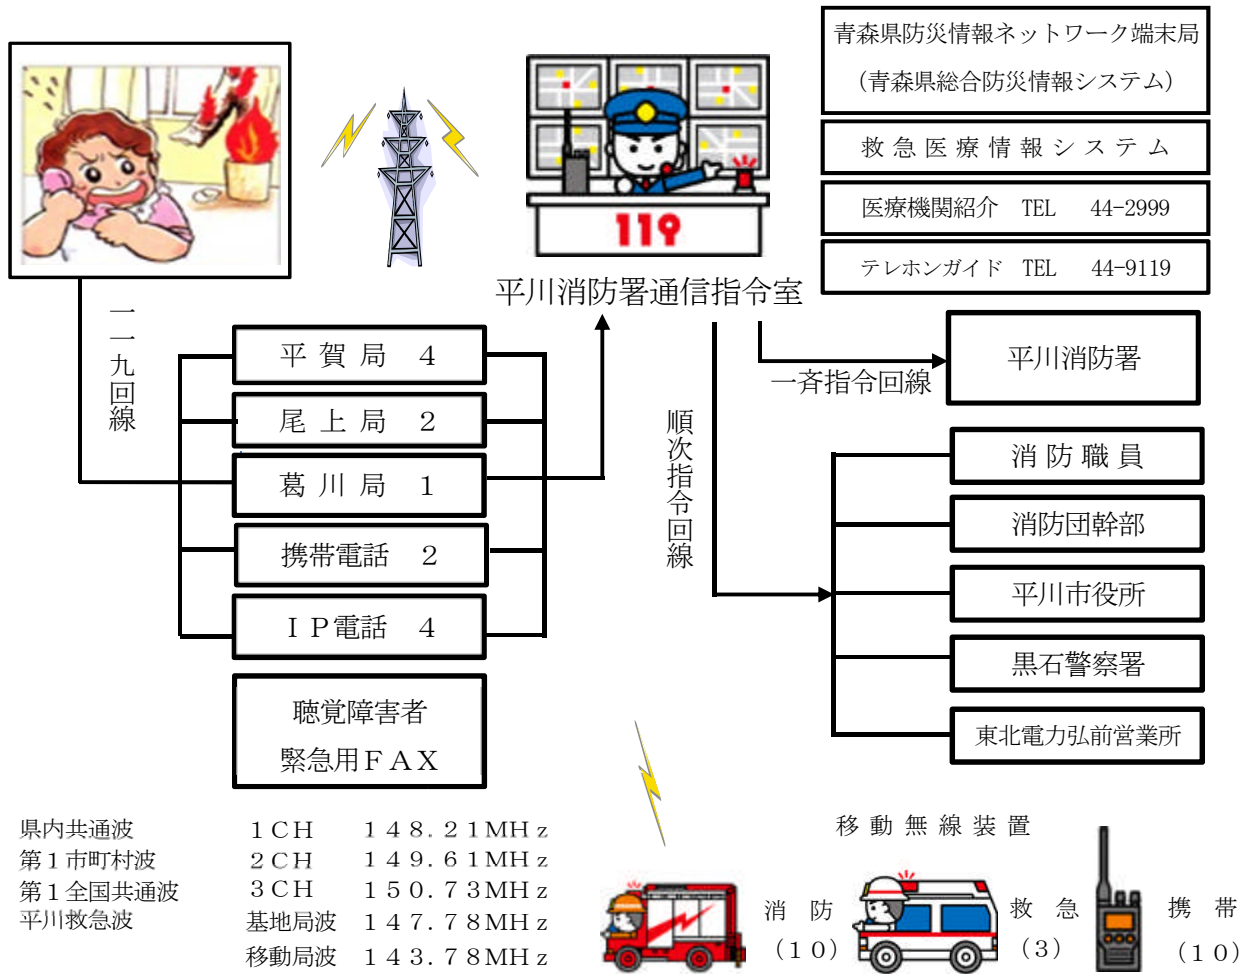 青森県防災情報ネットワーク端末局
（青森県総合防災情報システム）
救急医療情報システム
医療機関紹介 TEL 44-2999
テレホンガイド TEL 44-9119
119
平川消防署通信指令室
一一九回線
平賀局 4
尾上局 2
葛川局 1
携帯電話 2
ＩＰ電話 4
聴覚障害者
緊急用ＦＡＸ
一斉指令回線
平川消防署
順次指令回線
消防職員
消防団幹部
平川市役所
黒石警察署
東北電力弘前営業所
県内共通波 1CH 148.21MHz
第1市町村波 2CH 149.61MHz
第1全国共通波 3CH 150.73MHz
平川救急波 基地局波 147.78MHz
移動局波 143.78MHz
移動無線装置
消防
(10)
救急
(3)
携帯
(10)